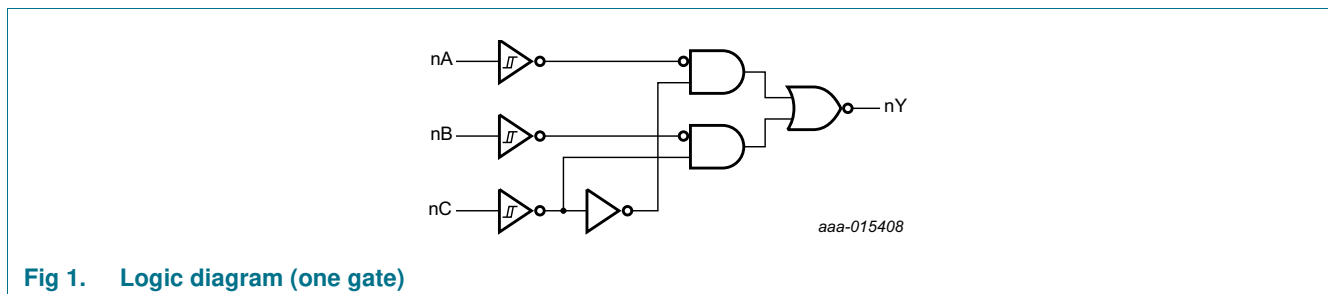 nA
nY
nB
nC
aaa-015408
Fig 1. Logic diagram (one gate)